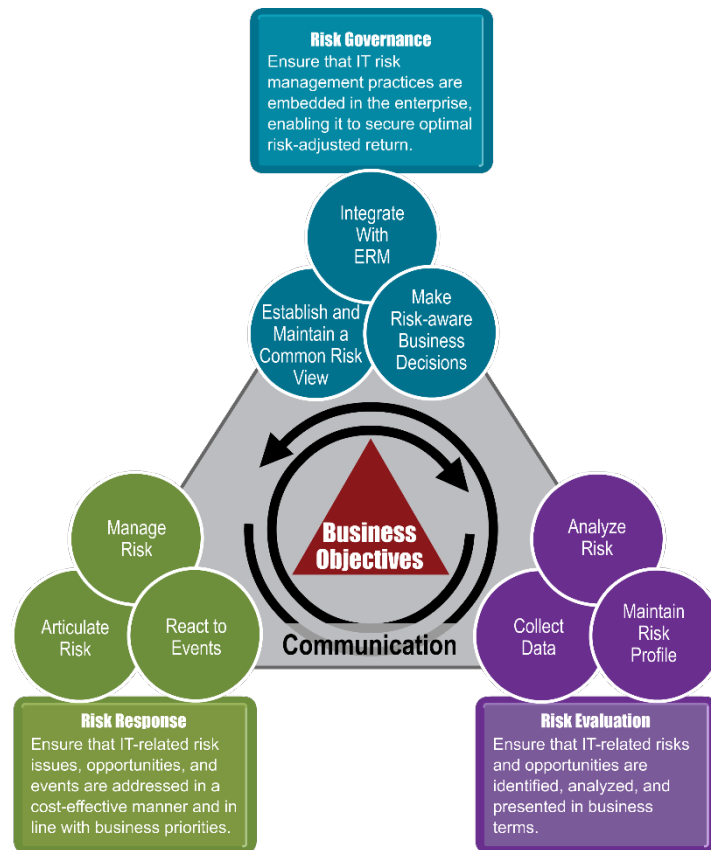 Risk Governance
Ensure that IT risk
management practices are
embedded in the enterprise,
enabling it to secure optimal
risk-adjusted return.
Integrate
With
ERM
Establish and
Maintain a
Common Risk
View
Make
Risk-aware
Business
Decisions
Business
Objectives
Communication
Manage
Risk
Articulate
Risk
React to
Events
Risk Response
Ensure that IT-related risk
issues, opportunities, and
events are addressed in a
cost-effective manner and in
line with business priorities.
Analyze
Risk
Collect
Data
Maintain
Risk
Profile
Risk Evaluation
Ensure that IT-related risks
and opportunities are
identified, analyzed, and
presented in business
terms.